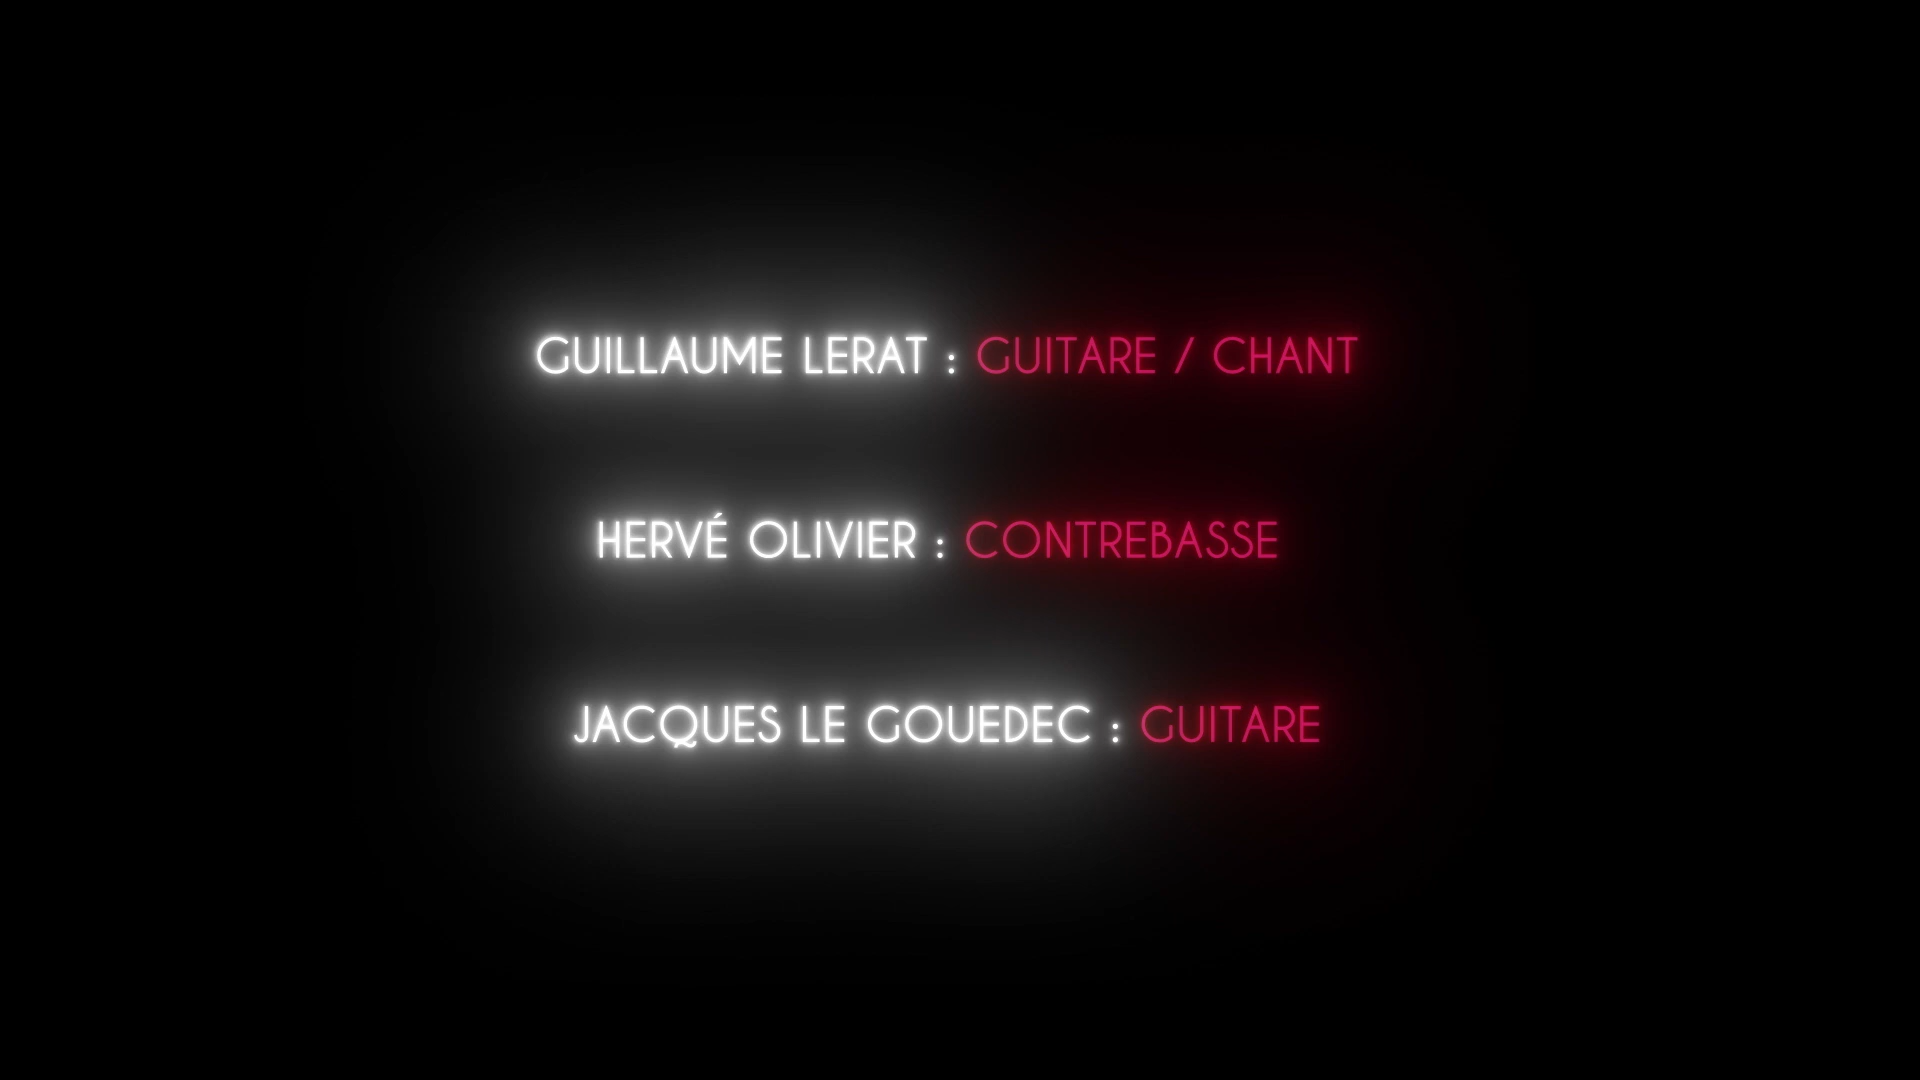 GUILLAUME LERAT : GUITARE / CHANT
HERVÉ OLIVIER : CONTREBASSE
JACQUES LE GOUEDEC : GUITARE